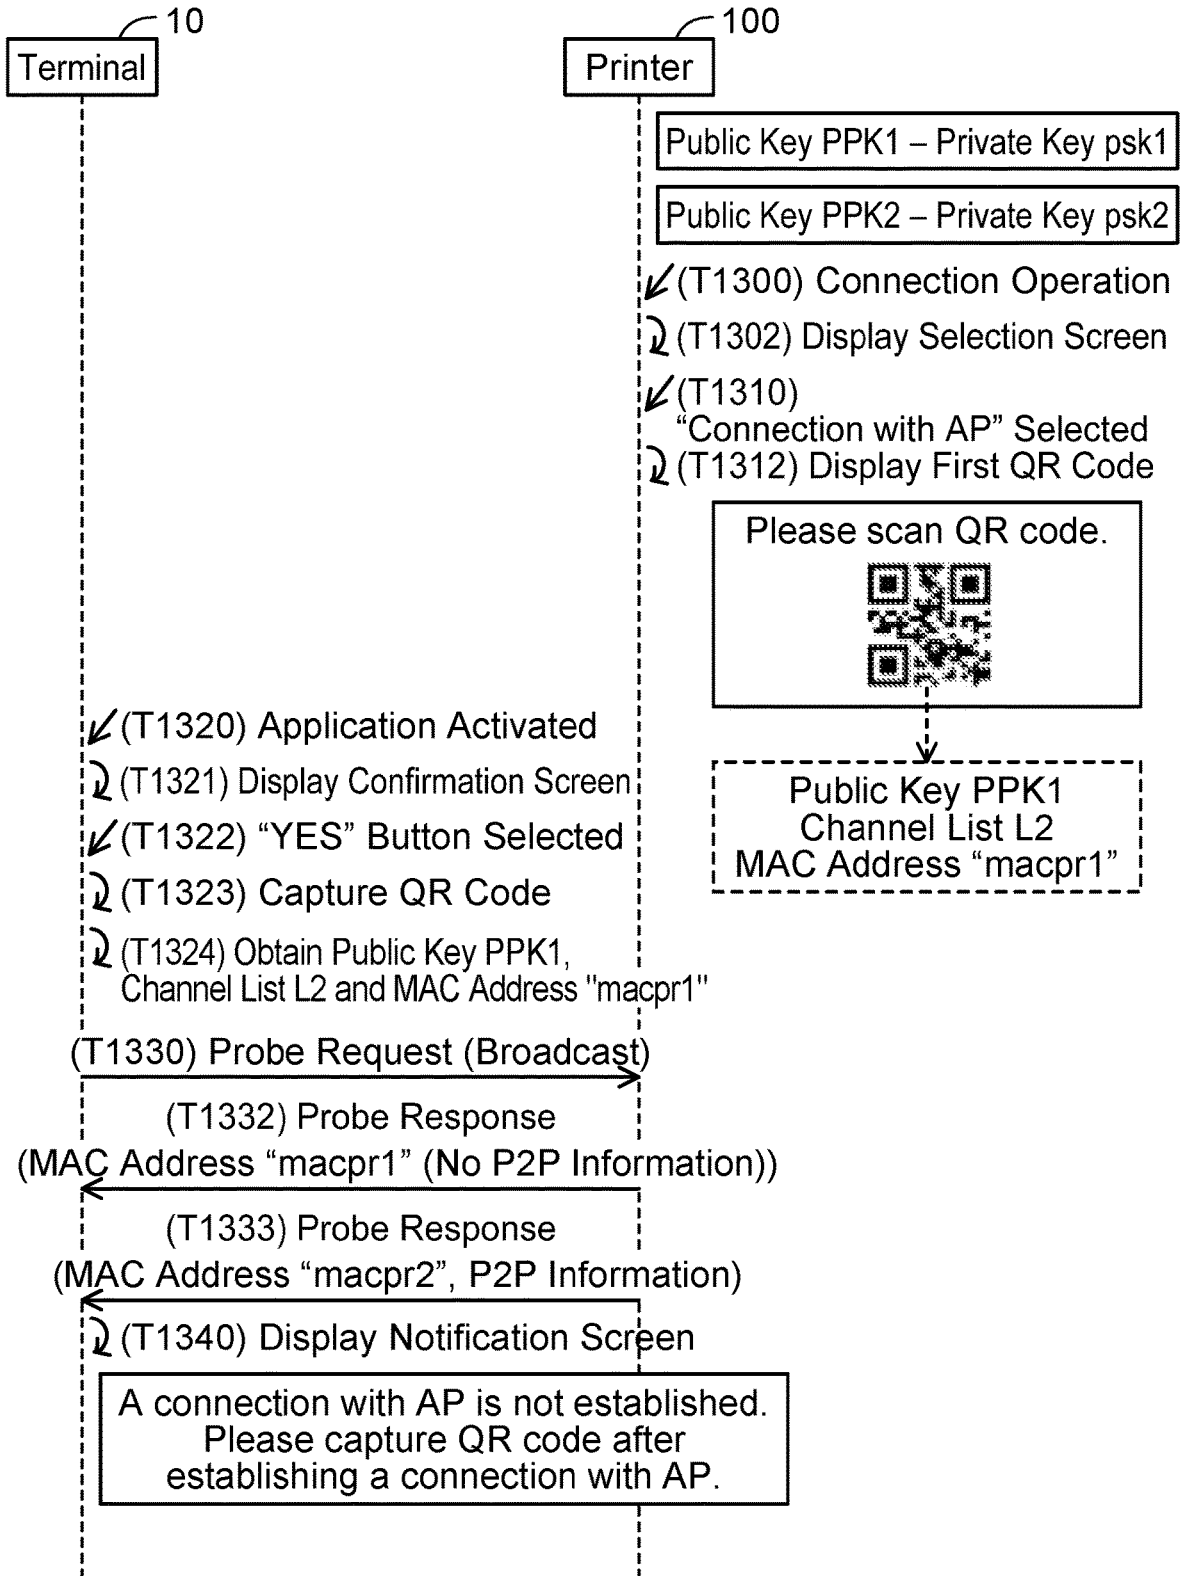 10
100
Terminal
Printer
Public Key PPK1 – Private Key psk1
Public Key PPK2 – Private Key psk2
(T1300) Connection Operation
(T1302) Display Selection Screen
(T1310)
“Connection with AP” Selected
(T1312) Display First QR Code
Please scan QR code.
(T1320) Application Activated
(T1321) Display Confirmation Screen
Public Key PPK1
Channel List L2
MAC Address “macpr1”
(T1322) “YES” Button Selected
(T1323) Capture QR Code
(T1324) Obtain Public Key PPK1,
Channel List L2 and MAC Address "macpr1"
(T1330) Probe Request (Broadcast)
(T1332) Probe Response
(MAC Address “macpr1” (No P2P Information))
(T1333) Probe Response
(MAC Address “macpr2”, P2P Information)
(T1340) Display Notification Screen
A connection with AP is not established.
Please capture QR code after
establishing a connection with AP.